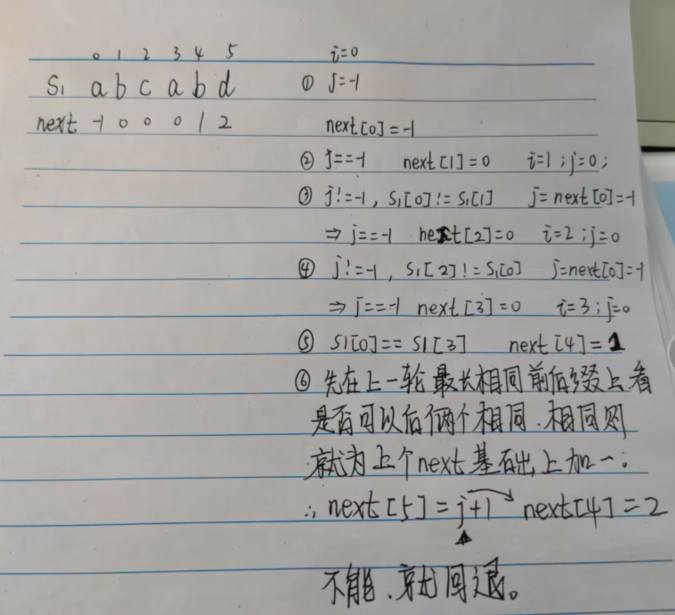 0 1 2 3 4 5
S1 a b c a b d
next -1 0 0 0 1 2
i=0
① j=-1
next[0]=-1
② j==-1 next[1]=0 i=1;j=0;
③ j!=-1, S1[0]!=S1[1] j=next[0]=-1
⇒ j==-1 next[2]=0 i=2;j=0
④ j!=-1, S1[2]!=S1[0] j=next[0]=-1
⇒ j==-1 next[3]=0 i=3;j=0
⑤ S1[0]==S1[3] next[4]=1
⑥ 先在上一轮最长相同前后缀上看
是否可以后俩个相同.相同则
就为上个next基础上加一;
∴ next[5]=j+1 next[4]=2
不能、就回退。